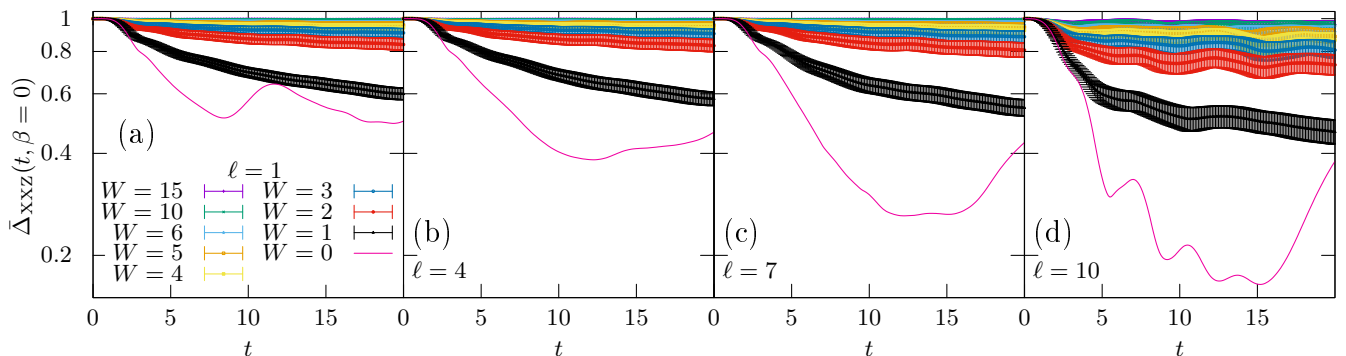 Δ̄XXZ(t, β = 0)
1
0.8
0.6
0.4
0.2
(a)
ℓ = 1
W = 15
W = 10
W = 6
W = 5
W = 4
W = 3
W = 2
W = 1
W = 0
(b)
ℓ = 4
(c)
ℓ = 7
(d)
ℓ = 10
0 5 10 15 0 5 10 15 0 5 10 15 0 5 10 15
t t t t